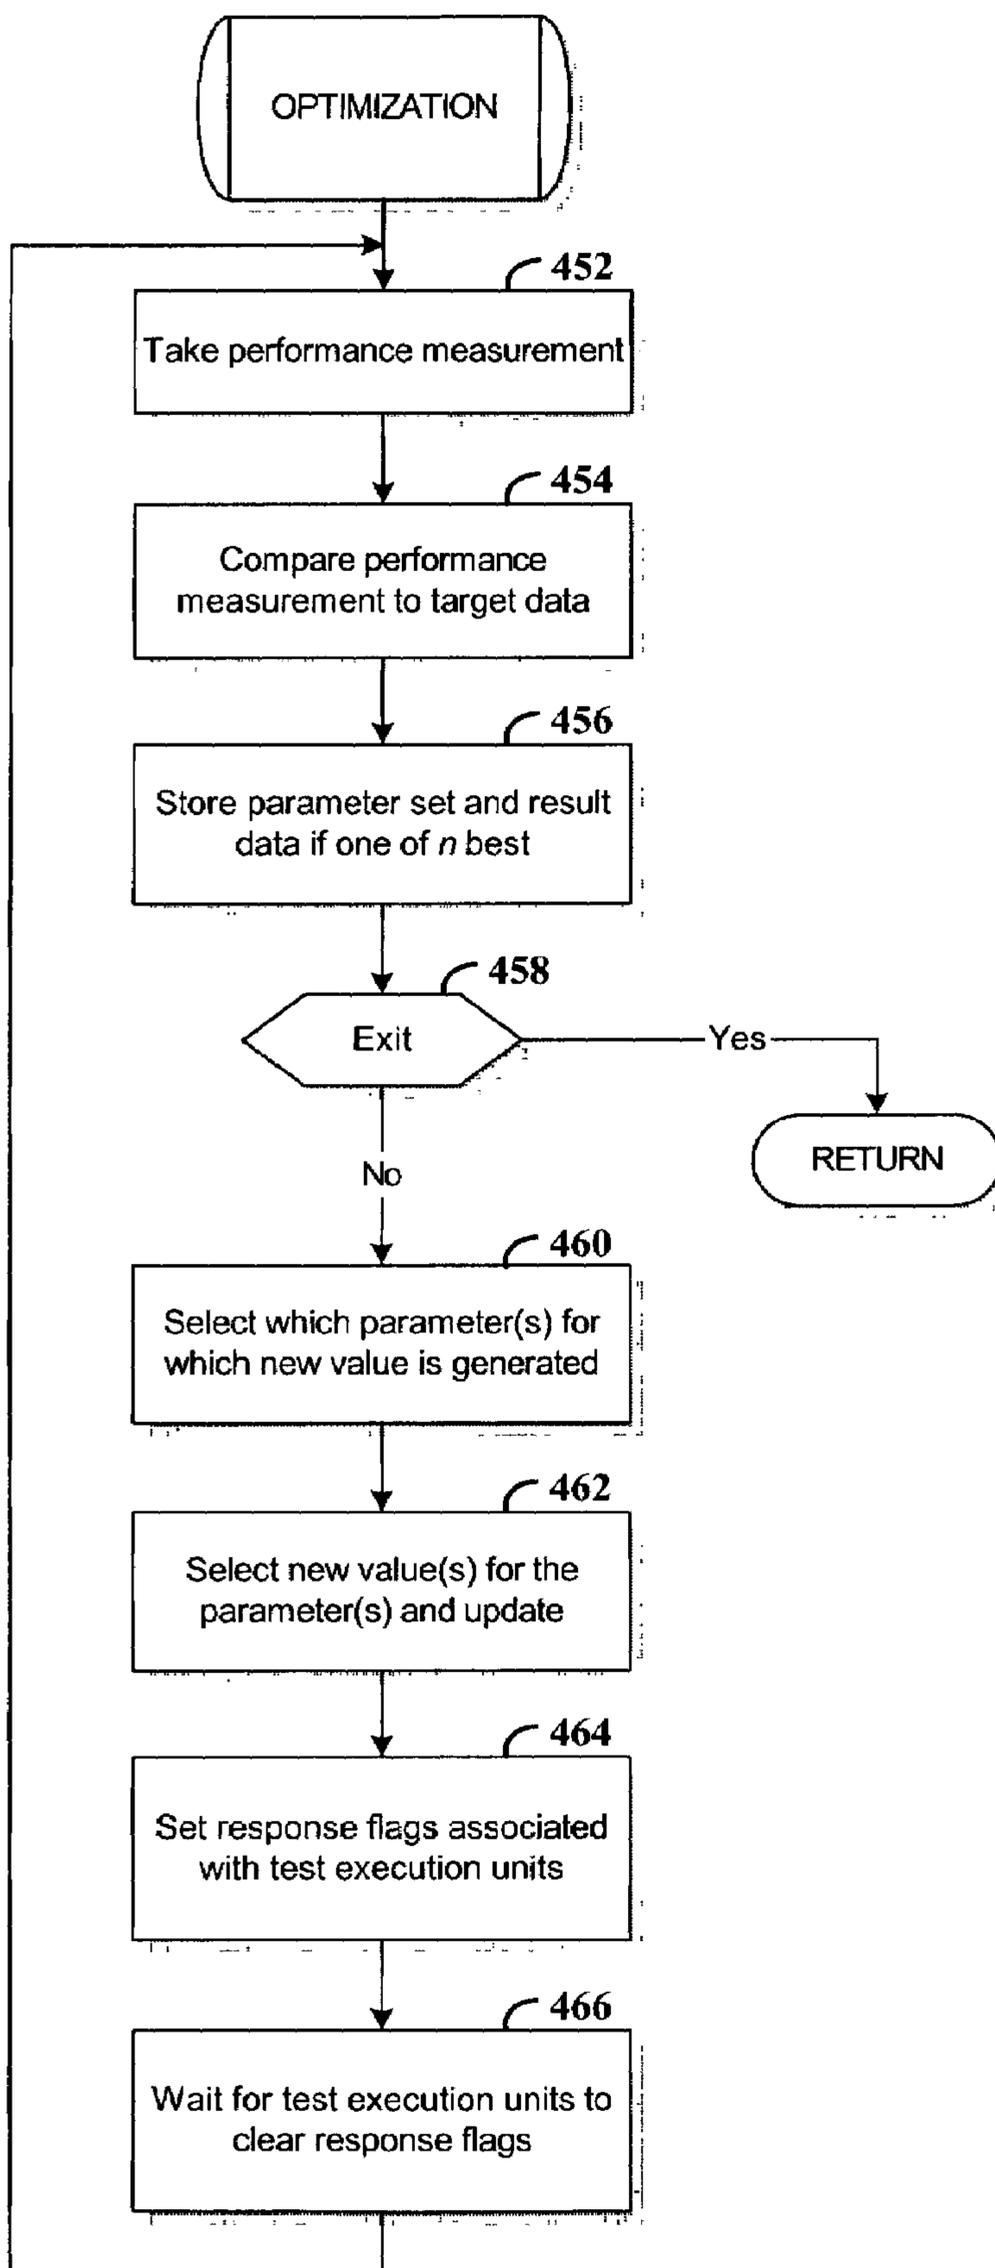 OPTIMIZATION
452
Take performance measurement
454
Compare performance
measurement to target data
456
Store parameter set and result
data if one of n best
458
Exit
Yes
RETURN
No
460
Select which parameter(s) for
which new value is generated
462
Select new value(s) for the
parameter(s) and update
464
Set response flags associated
with test execution units
466
Wait for test execution units to
clear response flags